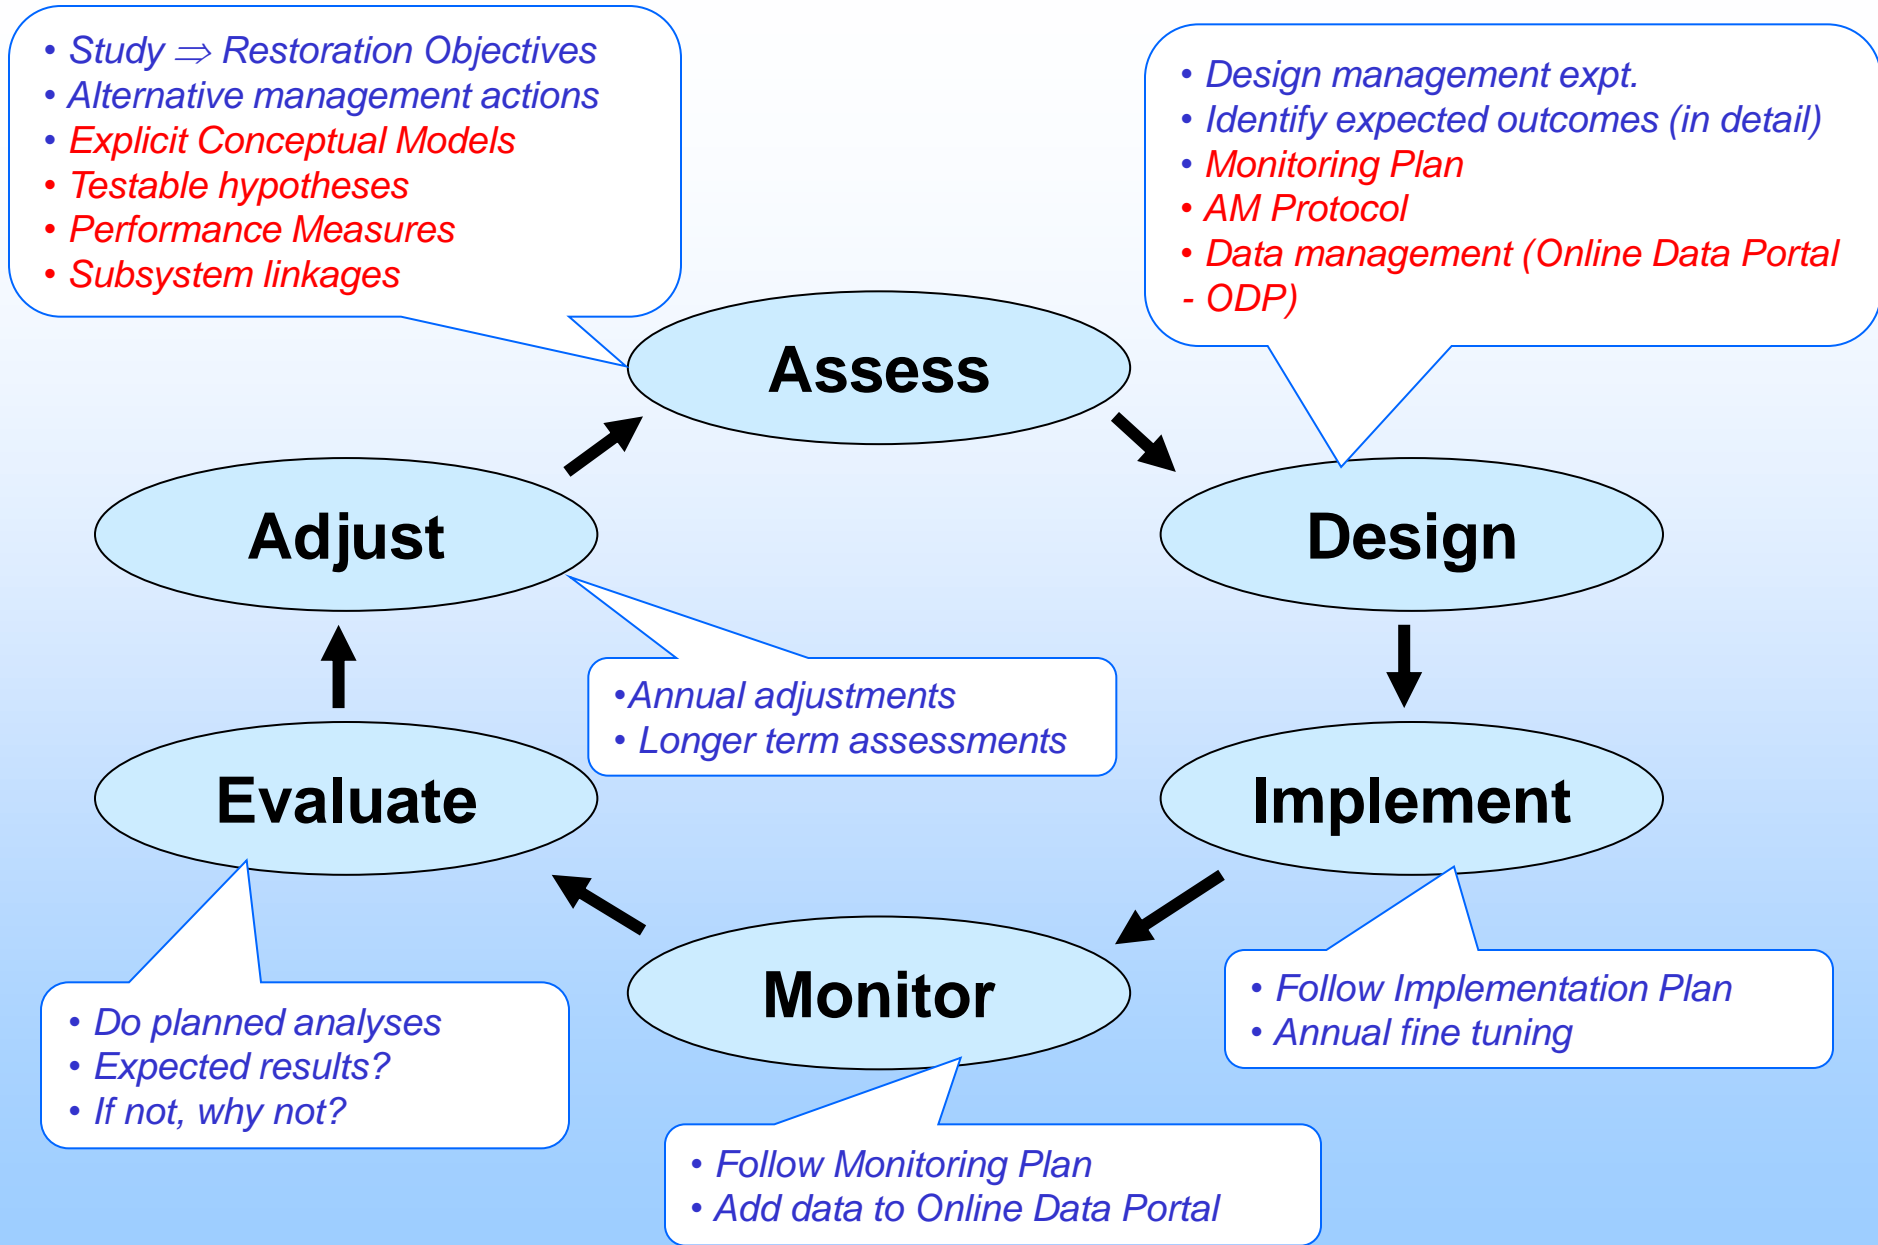 • Study ⇒ Restoration Objectives
• Alternative management actions
• Explicit Conceptual Models
• Testable hypotheses
• Performance Measures
• Subsystem linkages
• Design management expt.
• Identify expected outcomes (in detail)
• Monitoring Plan
• AM Protocol
• Data management (Online Data Portal
- ODP)
Assess
Adjust
Design
•Annual adjustments
• Longer term assessments
Evaluate
Implement
Monitor
• Follow Implementation Plan
• Annual fine tuning
• Do planned analyses
• Expected results?
• If not, why not?
• Follow Monitoring Plan
• Add data to Online Data Portal